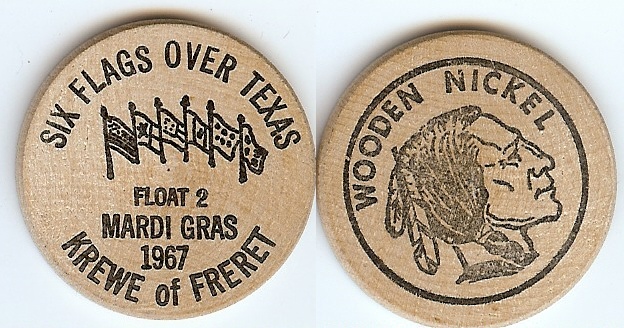 SIX FLAGS OVER TEXAS
FLOAT 2
MARDI GRAS
1967
KREWE of FRERET
WOODEN NICKEL